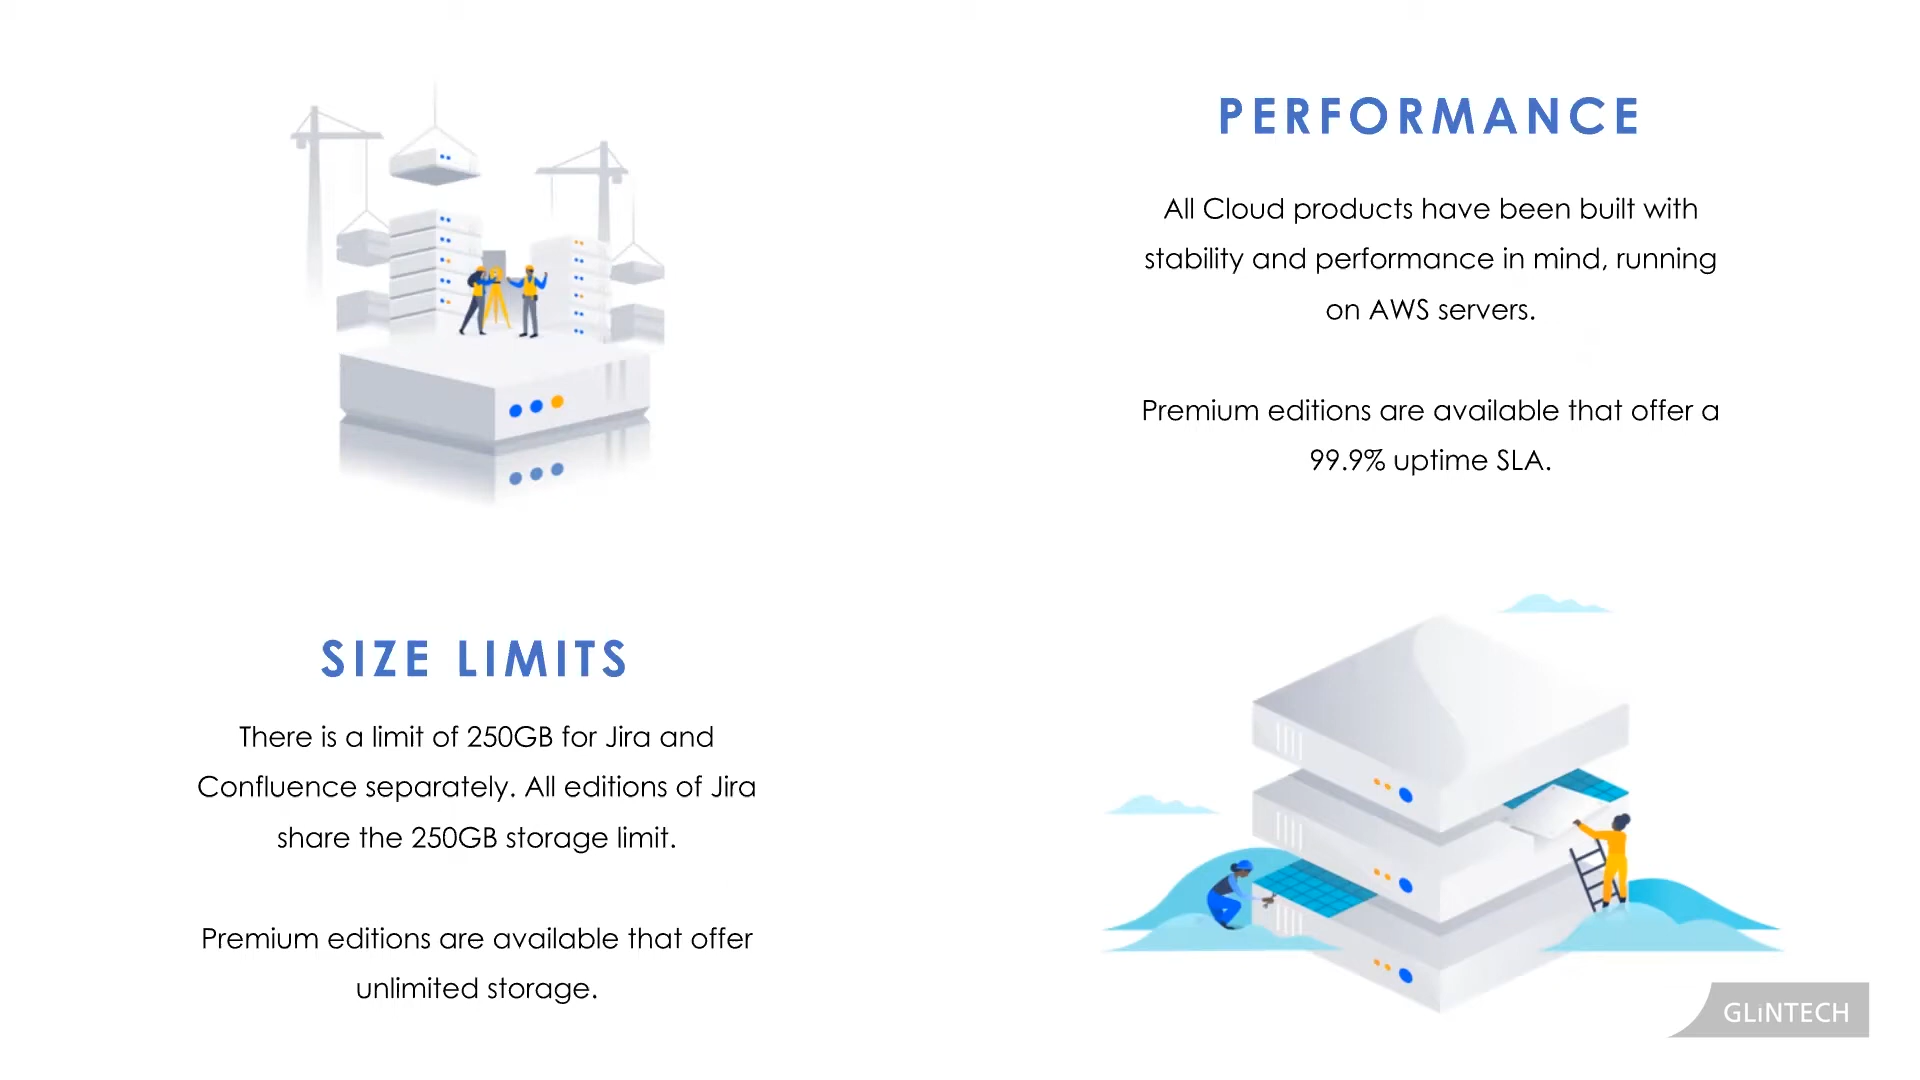 PERFORMANCE
All Cloud products have been built with
stability and performance in mind, running
on AWS servers.
Premium editions are available that offer a
99.9% uptime SLA.
SIZE LIMITS
There is a limit of 250GB for Jira and
Confluence separately. All editions of Jira
share the 250GB storage limit.
Premium editions are available that offer
unlimited storage.
GLiNTECH